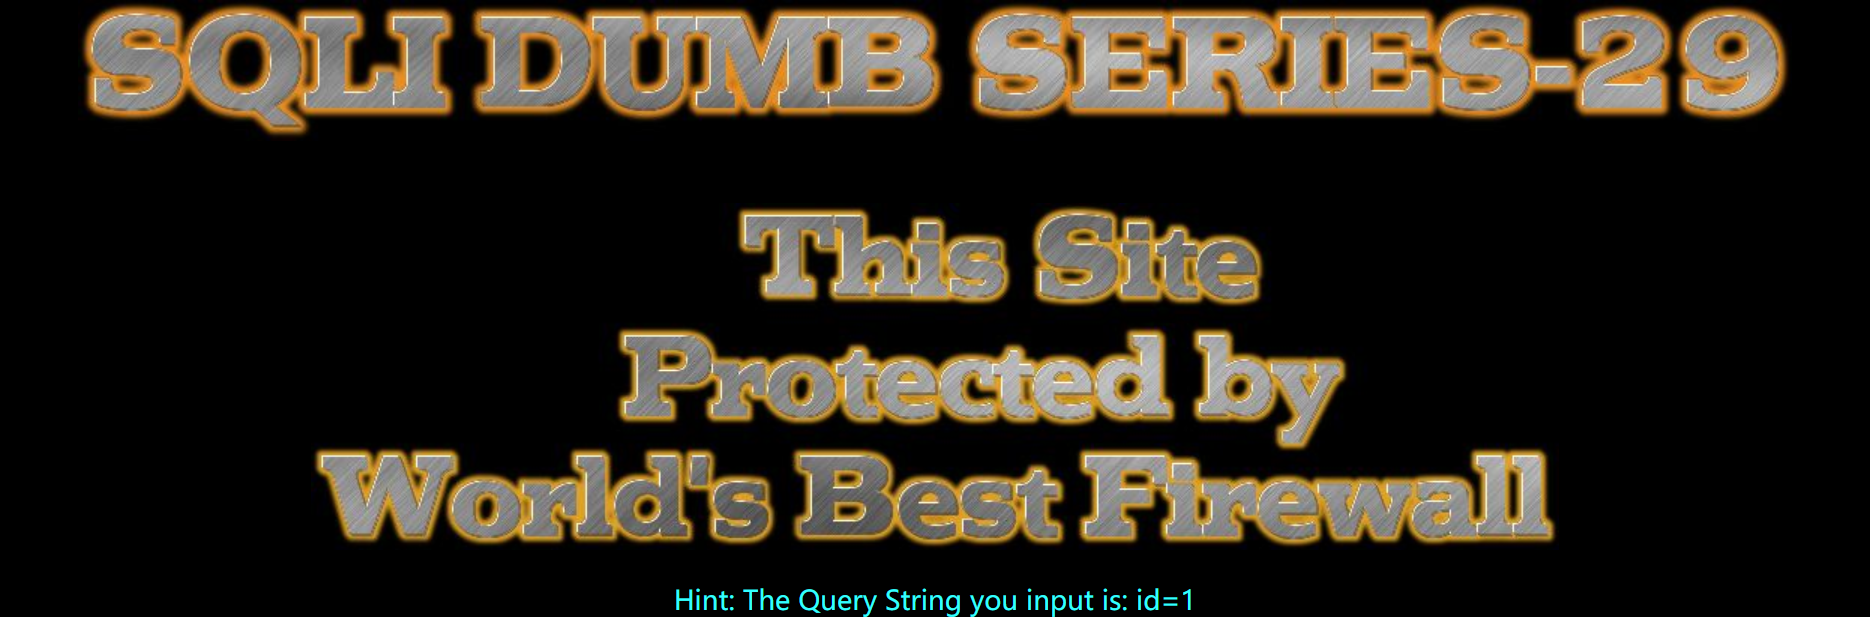 SQLI DUMB SERIES-29
This Site
Protected by
World's Best Firewall
Hint: The Query String you input is: id=1